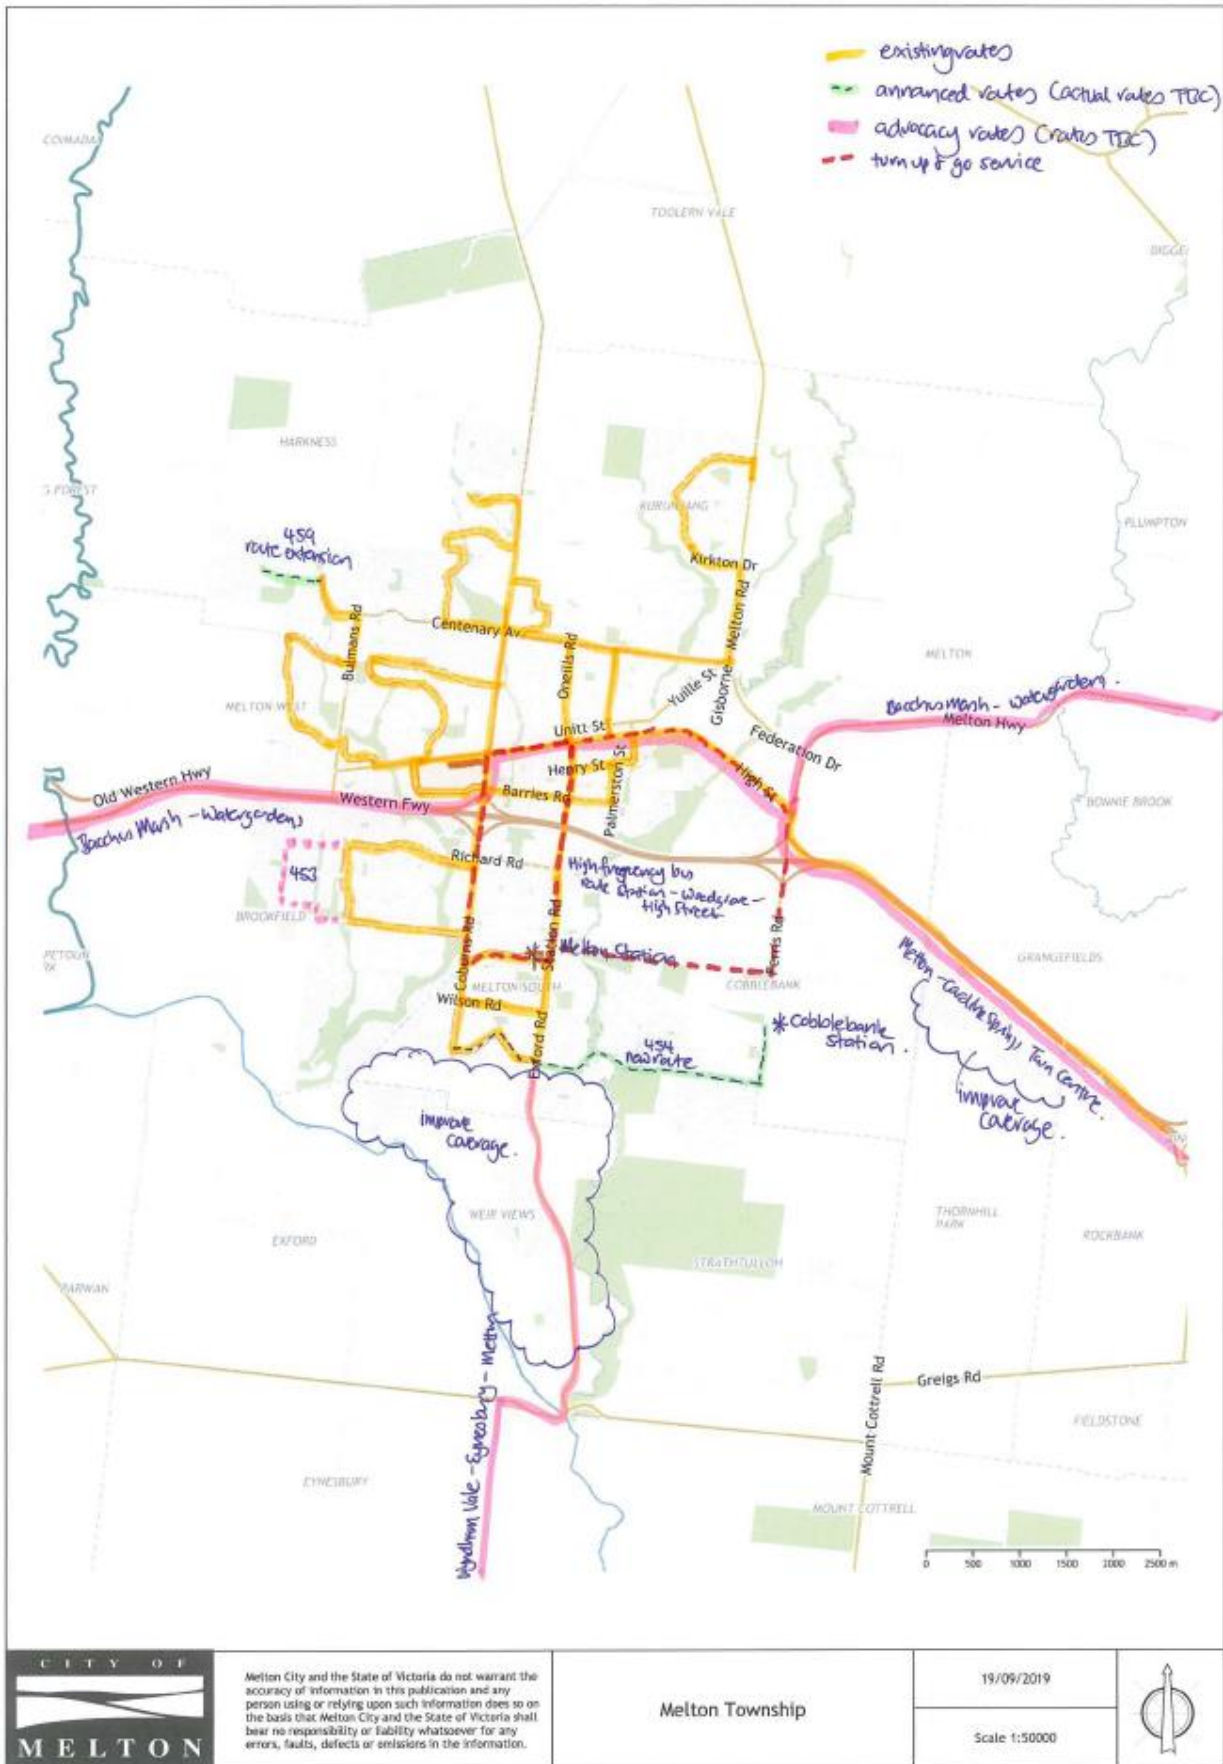 existing routes
announced routes (actual routes TBC)
advocacy routes (routes TBC)
turn up & go service
COIMADAI
TOOLERN VALE
DIGGE
HARKNESS
S FOREST
KURUNJANG
PLUMPTON
459
route extension
Kirkton Dr
Gisborne - Melton Rd
Bulmans Rd
Centenary Av
Oneills Rd
Yuille St
MELTON
MELTON WEST
Bacchus Marsh - Watergardens.
Melton Hwy
Unitt St
Federation Dr
Henry St
Palmerston St
High St
Old Western Hwy
Western Fwy
Barries Rd
BONNIE BROOK
Bacchus Marsh - Watergardens
Richard Rd
453
High frequency bus
route Station - Woodgrove -
High Street
BROOKFIELD
Coburns Rd
Station Rd
Ferris Rd
Melton Station
MELTON SOUTH
COBBLEBANK
GRANGEFIELDS
Wilson Rd
Exford Rd
454
new route
Cobblebank
Station.
Melton - Caroline Springs Town Centre.
improve
coverage.
improve
coverage.
WEIR VIEWS
EXFORD
THORNHILL
PARK
ROCKBANK
STRATHTULLOH
PARWAN
Wyndham Vale - Eynesbury - Melton
Greigs Rd
Mount Cottrell Rd
FIELDSTONE
EYNESBURY
MOUNT COTTRELL
0 500 1000 1500 2000 2500 m
CITY OF
MELTON
Melton City and the State of Victoria do not warrant the
accuracy of information in this publication and any
person using or relying upon such information does so on
the basis that Melton City and the State of Victoria shall
bear no responsibility or liability whatsoever for any
errors, faults, defects or omissions in the information.
Melton Township
19/09/2019
Scale 1:50000